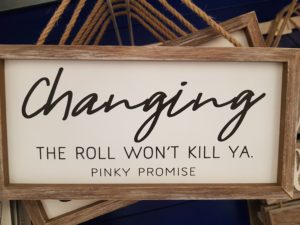 Changing
THE ROLL WON'T KILL YA.
PINKY PROMISE